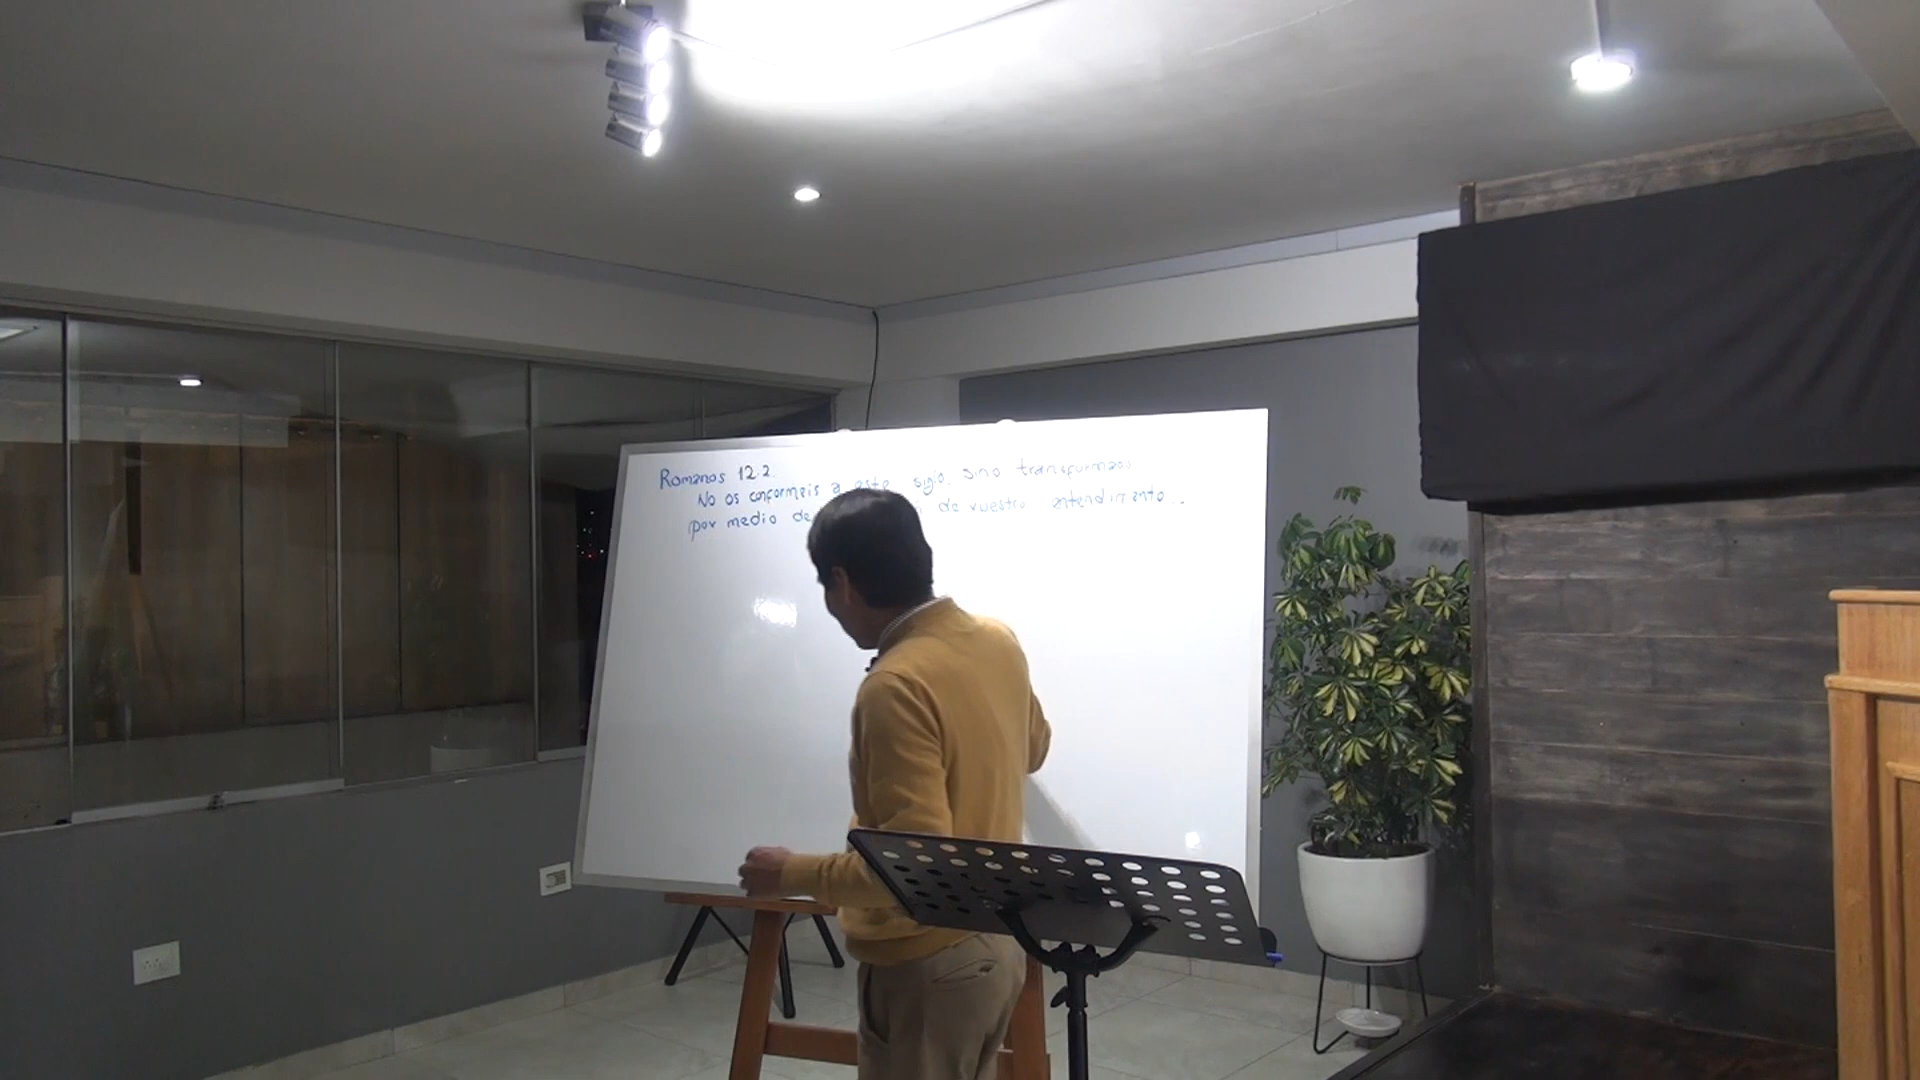 Romanos 12:2.
No os conformeis a este siglo, sino transformaos
por medio de de vuestro entendimiento...